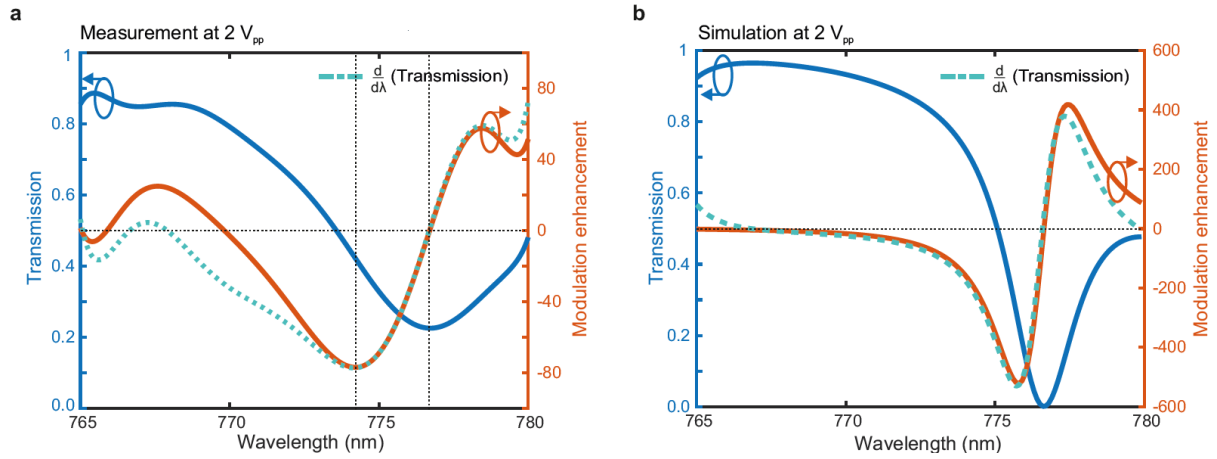 a
Measurement at 2 Vpp
d/dλ (Transmission)
Transmission
1
0.8
0.6
0.4
0.2
0.0
80
40
0
-40
-80
Modulation enhancement
765
770
775
780
Wavelength (nm)
b
Simulation at 2 Vpp
d/dλ (Transmission)
Transmission
1
0.8
0.6
0.4
0.2
0.0
600
400
200
0
-200
-400
-600
Modulation enhancement
765
770
775
780
Wavelength (nm)